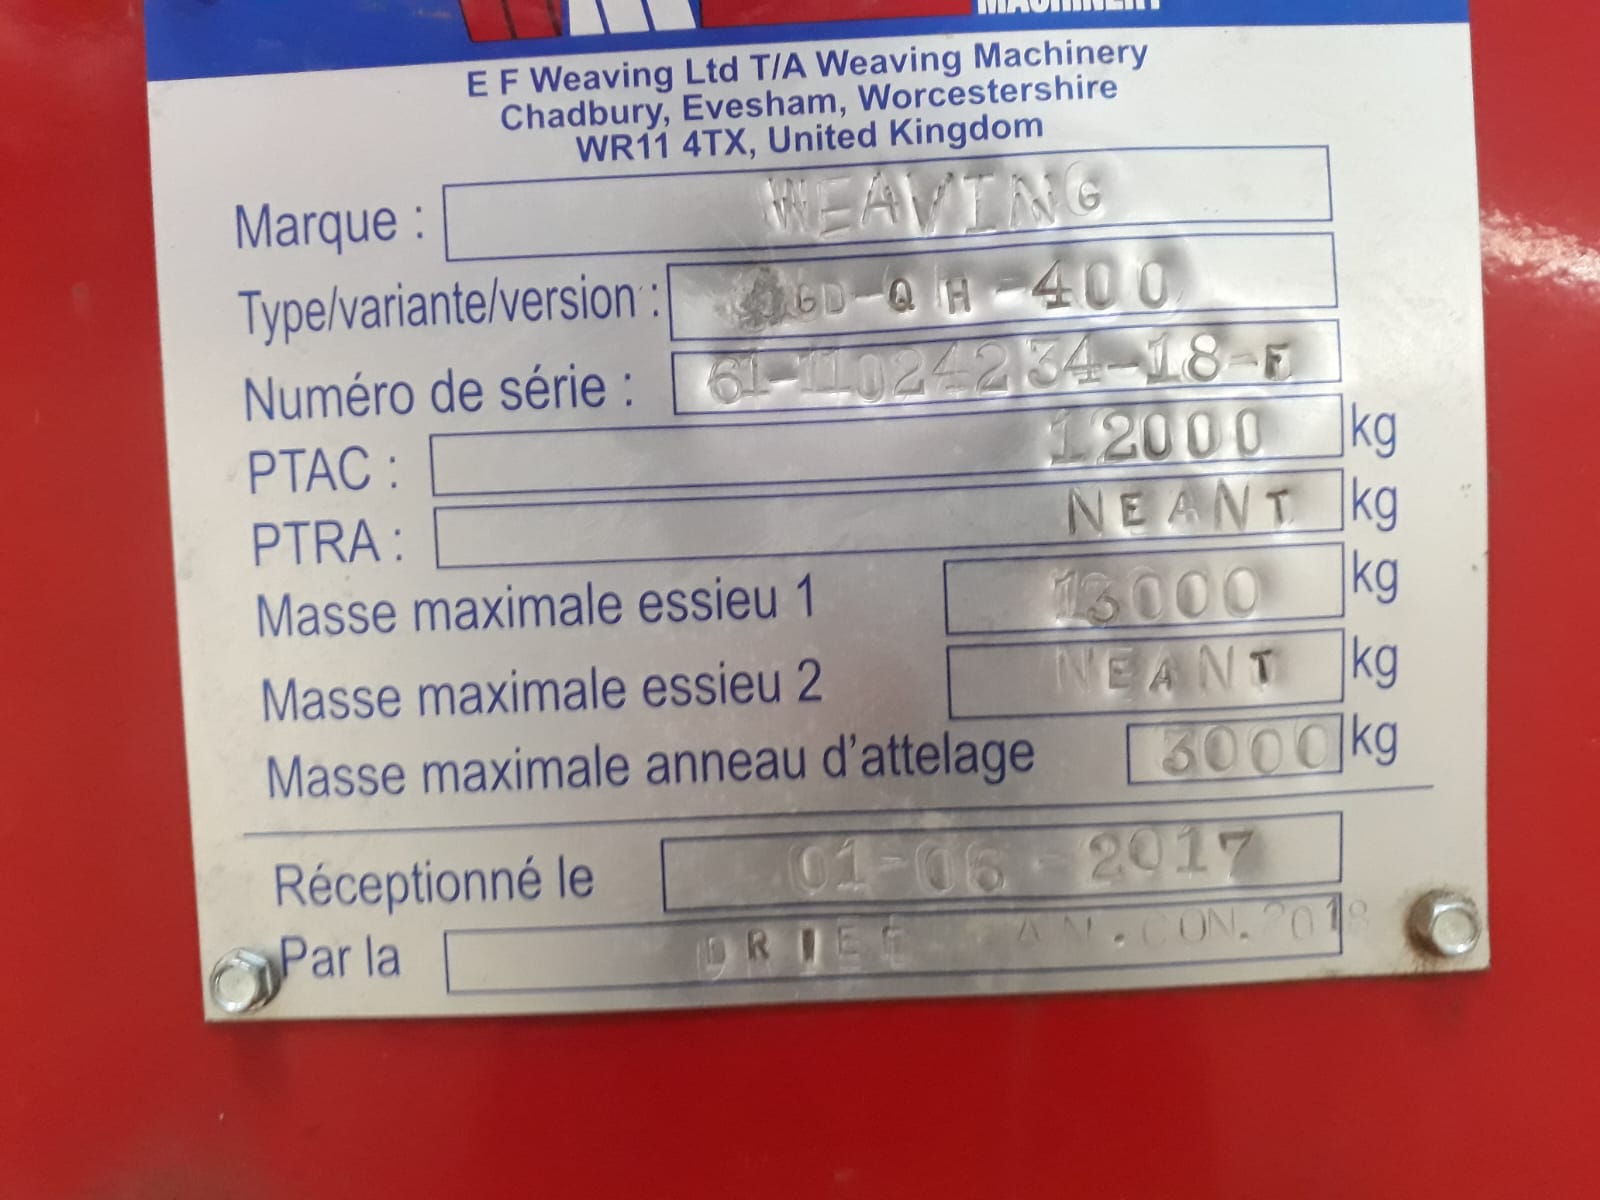 MACHINERY
E F Weaving Ltd T/A Weaving Machinery
Chadbury, Evesham, Worcestershire
WR11 4TX, United Kingdom
Marque : WEAVING
Type/variante/version : GD-QH-400
Numéro de série : 61-11024234-18-F
PTAC : 12000 kg
PTRA : NEANT kg
Masse maximale essieu 1 13000 kg
Masse maximale essieu 2 NEANT kg
Masse maximale anneau d'attelage 3000 kg
Réceptionné le 01-06-2017
Par la DRIEE AN.CON.2018